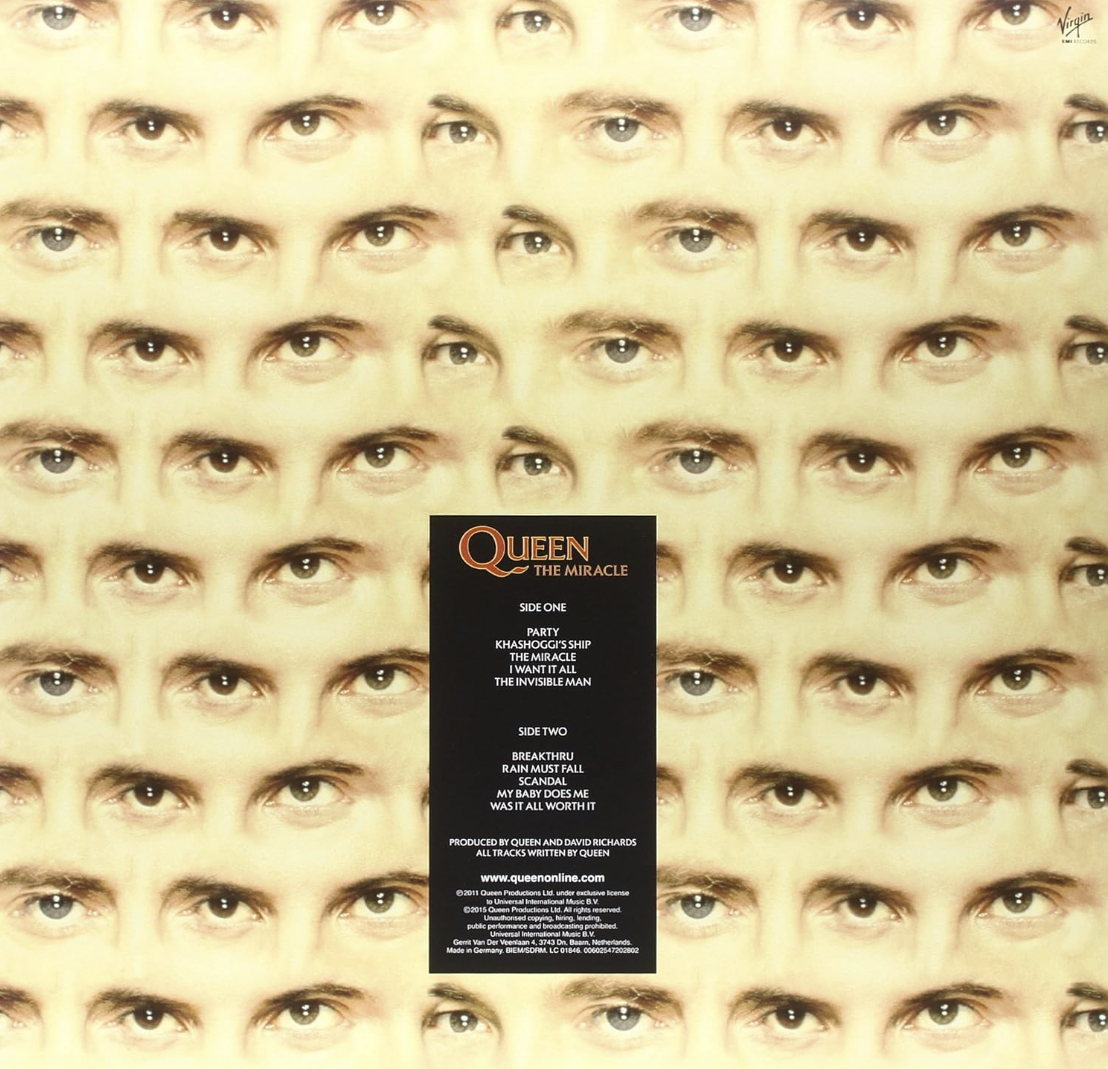 Virgin
QUEEN
THE MIRACLE
SIDE ONE
PARTY
KHASHOGGI'S SHIP
THE MIRACLE
I WANT IT ALL
THE INVISIBLE MAN
SIDE TWO
BREAKTHRU
RAIN MUST FALL
SCANDAL
MY BABY DOES ME
WAS IT ALL WORTH IT
PRODUCED BY QUEEN AND DAVID RICHARDS
ALL TRACKS WRITTEN BY QUEEN
www.queenonline.com
℗2011 Queen Productions Ltd. under exclusive license
to Universal International Music B.V.
©2015 Queen Productions Ltd. All rights reserved.
Unauthorised copying, hiring, lending,
public performance and broadcasting prohibited.
Universal International Music B.V.
Gerrit Van Der Veenlaan 4, 3743 Dn. Baarn, Netherlands.
Made in Germany. BIEM/SDRM. LC 01846. 00602547202802